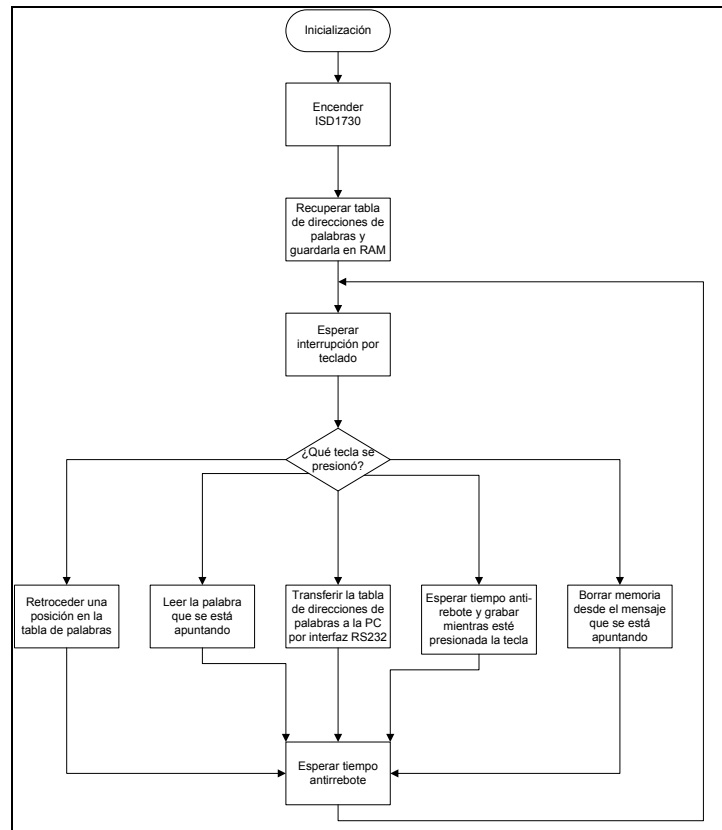 Inicialización
Encender
ISD1730
Recuperar tabla
de direcciones de
palabras y
guardarla en RAM
Esperar
interrupción por
teclado
¿Qué tecla se
presionó?
Retroceder una
posición en la
tabla de palabras
Leer la palabra
que se está
apuntando
Transferir la tabla
de direcciones de
palabras a la PC
por interfaz RS232
Esperar tiempo anti-
rebote y grabar
mientras esté
presionada la tecla
Borrar memoria
desde el mensaje
que se está
apuntando
Esperar tiempo
antirrebote